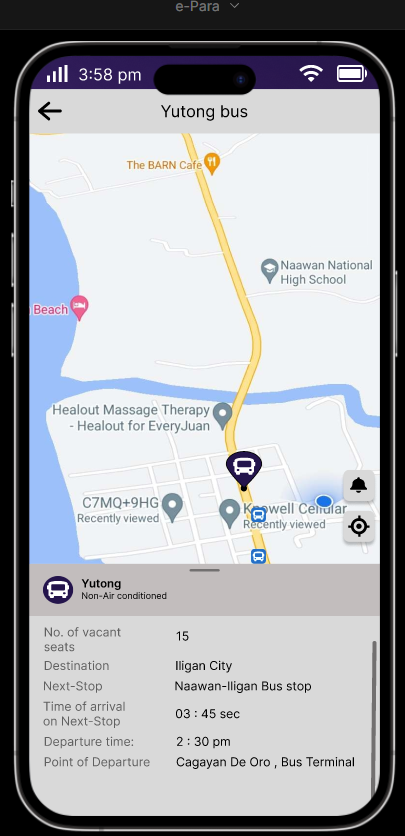 e-Para
3:58 pm
Yutong bus
The BARN Cafe
Naawan National
High School
Beach
Healout Massage Therapy
- Healout for EveryJuan
C7MQ+9HG
Recently viewed
Knowell Cellular
Recently viewed
Yutong
Non-Air conditioned
No. of vacant
seats
15
Destination
Iligan City
Next-Stop
Naawan-Iligan Bus stop
Time of arrival
on Next-Stop
03 : 45 sec
Departure time:
2 : 30 pm
Point of Departure
Cagayan De Oro , Bus Terminal